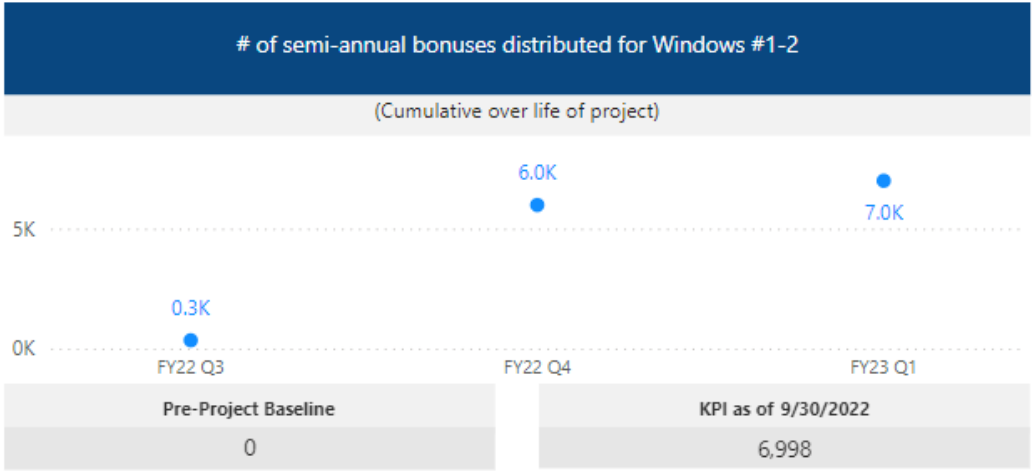 # of semi-annual bonuses distributed for Windows #1-2
(Cumulative over life of project)
6.0K
7.0K
5K
0.3K
0K
FY22 Q3 FY22 Q4 FY23 Q1
Pre-Project Baseline KPI as of 9/30/2022
0 6,998